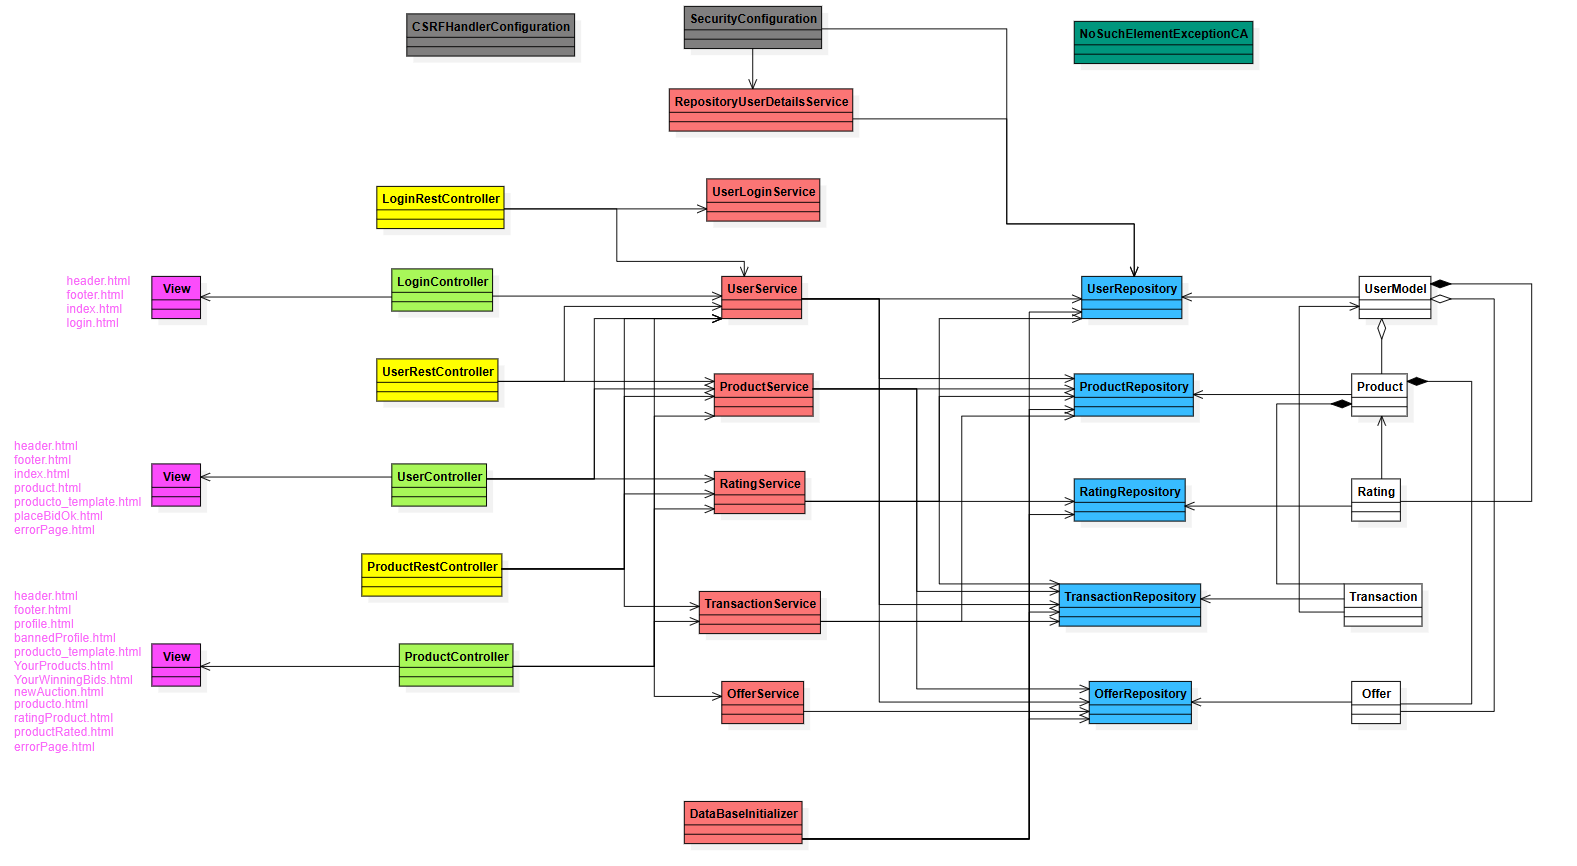 CSRFHandlerConfiguration
SecurityConfiguration
NoSuchElementExceptionCA
RepositoryUserDetailsService
UserLoginService
LoginRestController
header.html
footer.html
index.html
login.html
View
LoginController
UserService
UserRepository
UserModel
UserRestController
ProductService
ProductRepository
Product
header.html
footer.html
index.html
product.html
producto_template.html
placeBidOk.html
errorPage.html
View
UserController
RatingService
RatingRepository
Rating
ProductRestController
TransactionService
TransactionRepository
Transaction
header.html
footer.html
profile.html
bannedProfile.html
producto_template.html
YourProducts.html
YourWinningBids.html
newAuction.html
producto.html
ratingProduct.html
productRated.html
errorPage.html
View
ProductController
OfferService
OfferRepository
Offer
DataBaseInitializer